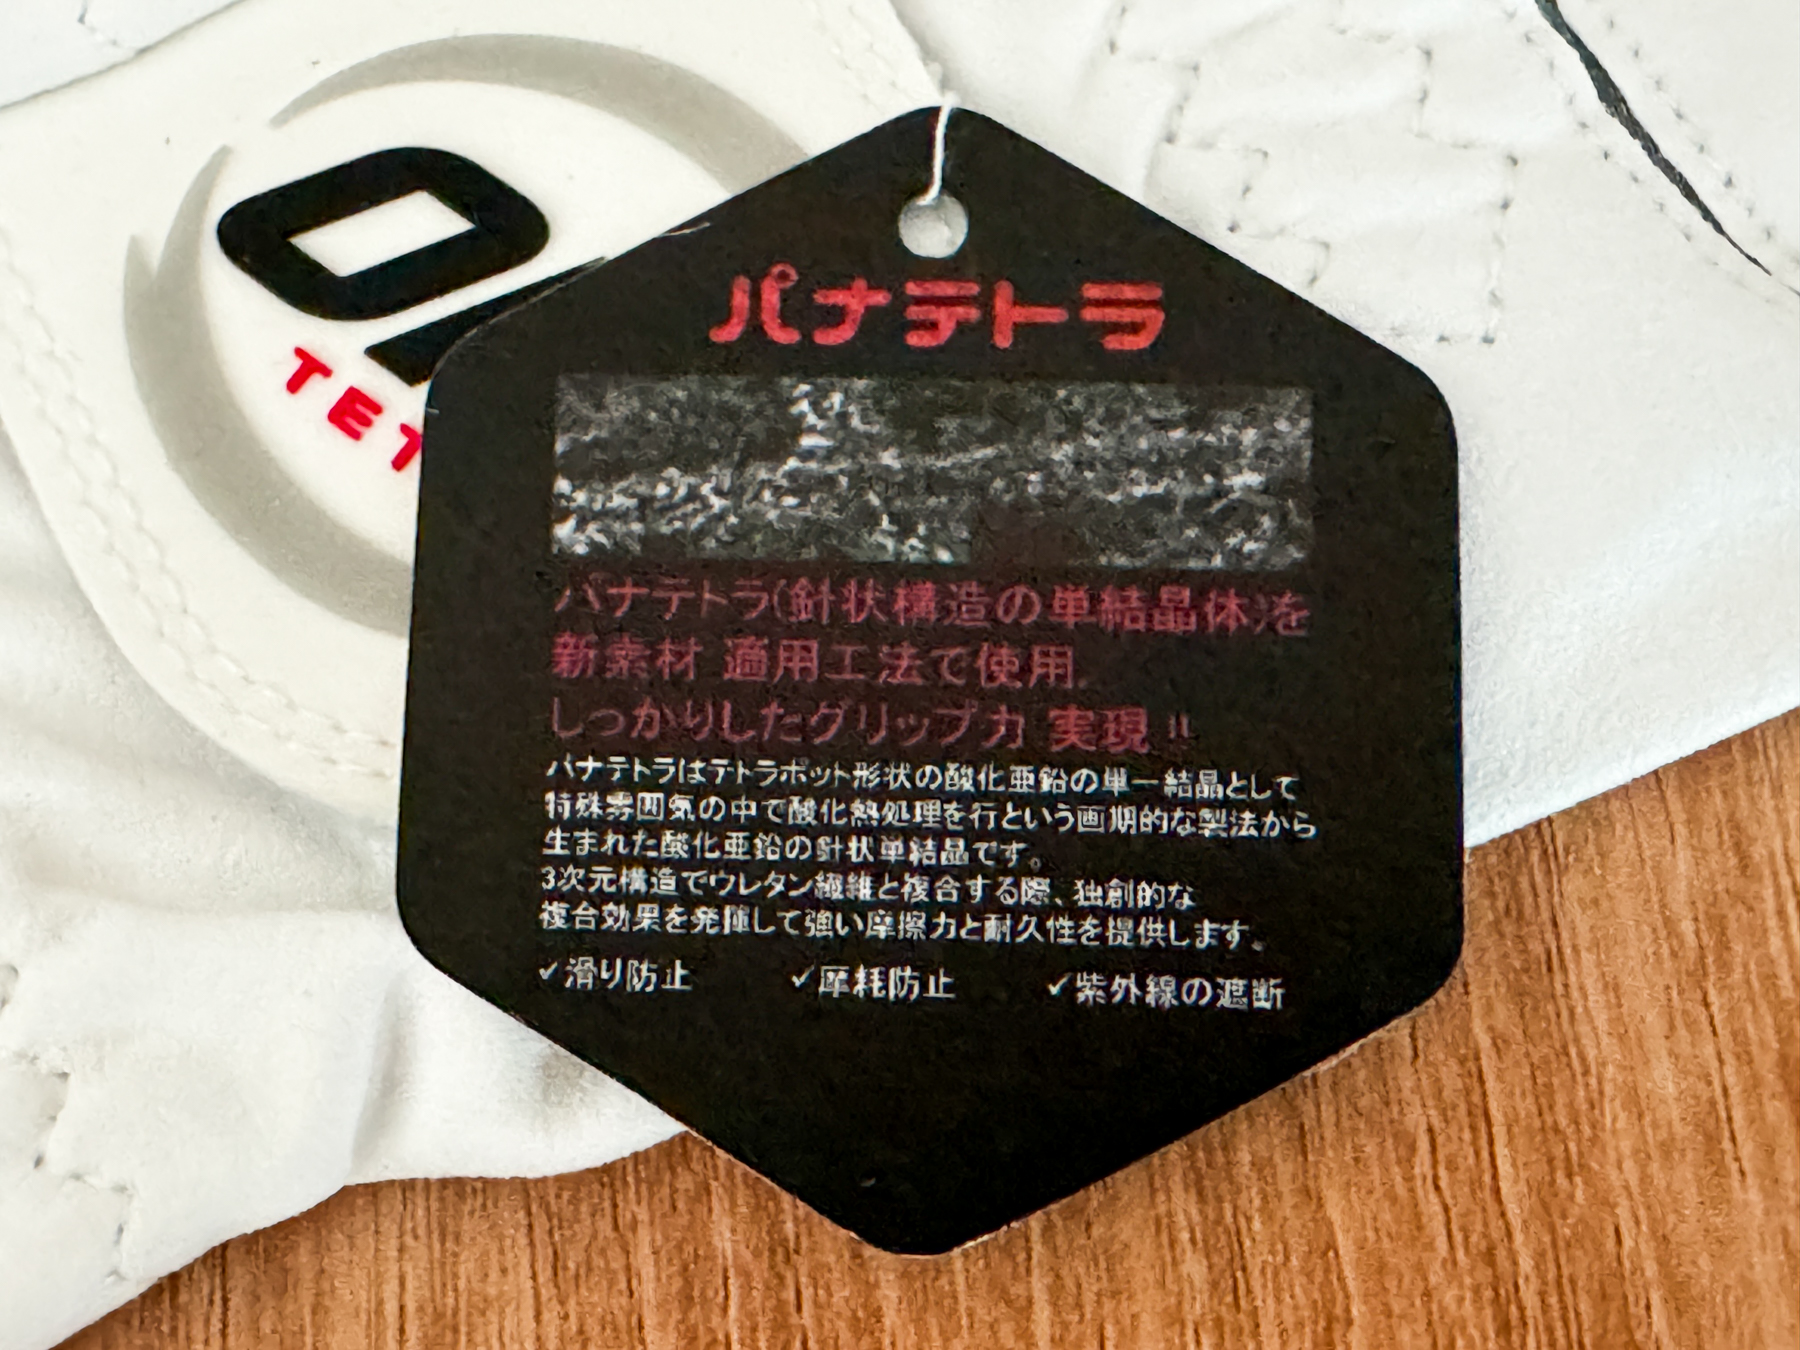 TET
パナテトラ
パナテトラ(針状構造の単結晶体)を
新素材 適用工法で使用.
しっかりしたグリップ力 実現 !!
パナテトラはテトラポット形状の酸化亜鉛の単一結晶として
特殊雰囲気の中で酸化熱処理を行という画期的な製法から
生まれた酸化亜鉛の針状単結晶です。
3次元構造でウレタン繊維と複合する際、独創的な
複合効果を発揮して強い摩擦力と耐久性を提供します。
✓滑り防止 ✓摩耗防止 ✓紫外線の遮断